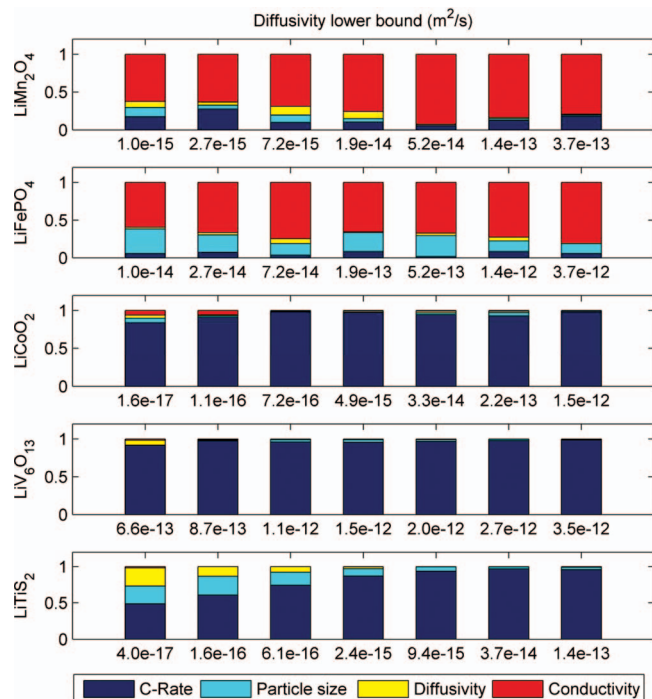 Diffusivity lower bound (m²/s)
LiMn₂O₄
1
0.5
0
1.0e-15 2.7e-15 7.2e-15 1.9e-14 5.2e-14 1.4e-13 3.7e-13
LiFePO₄
1
0.5
0
1.0e-14 2.7e-14 7.2e-14 1.9e-13 5.2e-13 1.4e-12 3.7e-12
LiCoO₂
1
0.5
0
1.6e-17 1.1e-16 7.2e-16 4.9e-15 3.3e-14 2.2e-13 1.5e-12
LiV₆O₁₃
1
0.5
0
6.6e-13 8.7e-13 1.1e-12 1.5e-12 2.0e-12 2.7e-12 3.5e-12
LiTiS₂
1
0.5
0
4.0e-17 1.6e-16 6.1e-16 2.4e-15 9.4e-15 3.7e-14 1.4e-13
C-Rate Particle size Diffusivity Conductivity